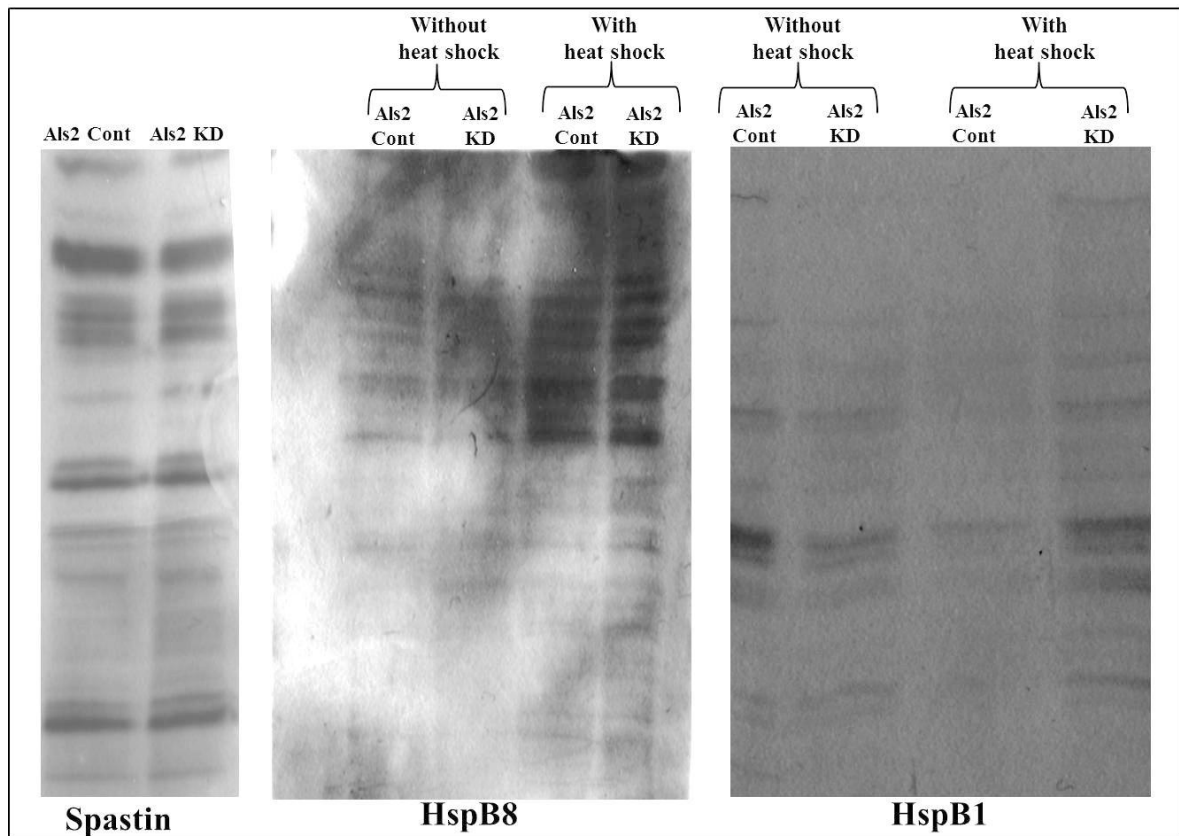 Without
heat shock
With
heat shock
Without
heat shock
With
heat shock
Als2 Cont Als2 KD
Als2
Cont
Als2
KD
Als2
Cont
Als2
KD
Als2
Cont
Als2
KD
Als2
Cont
Als2
KD
Spastin
HspB8
HspB1